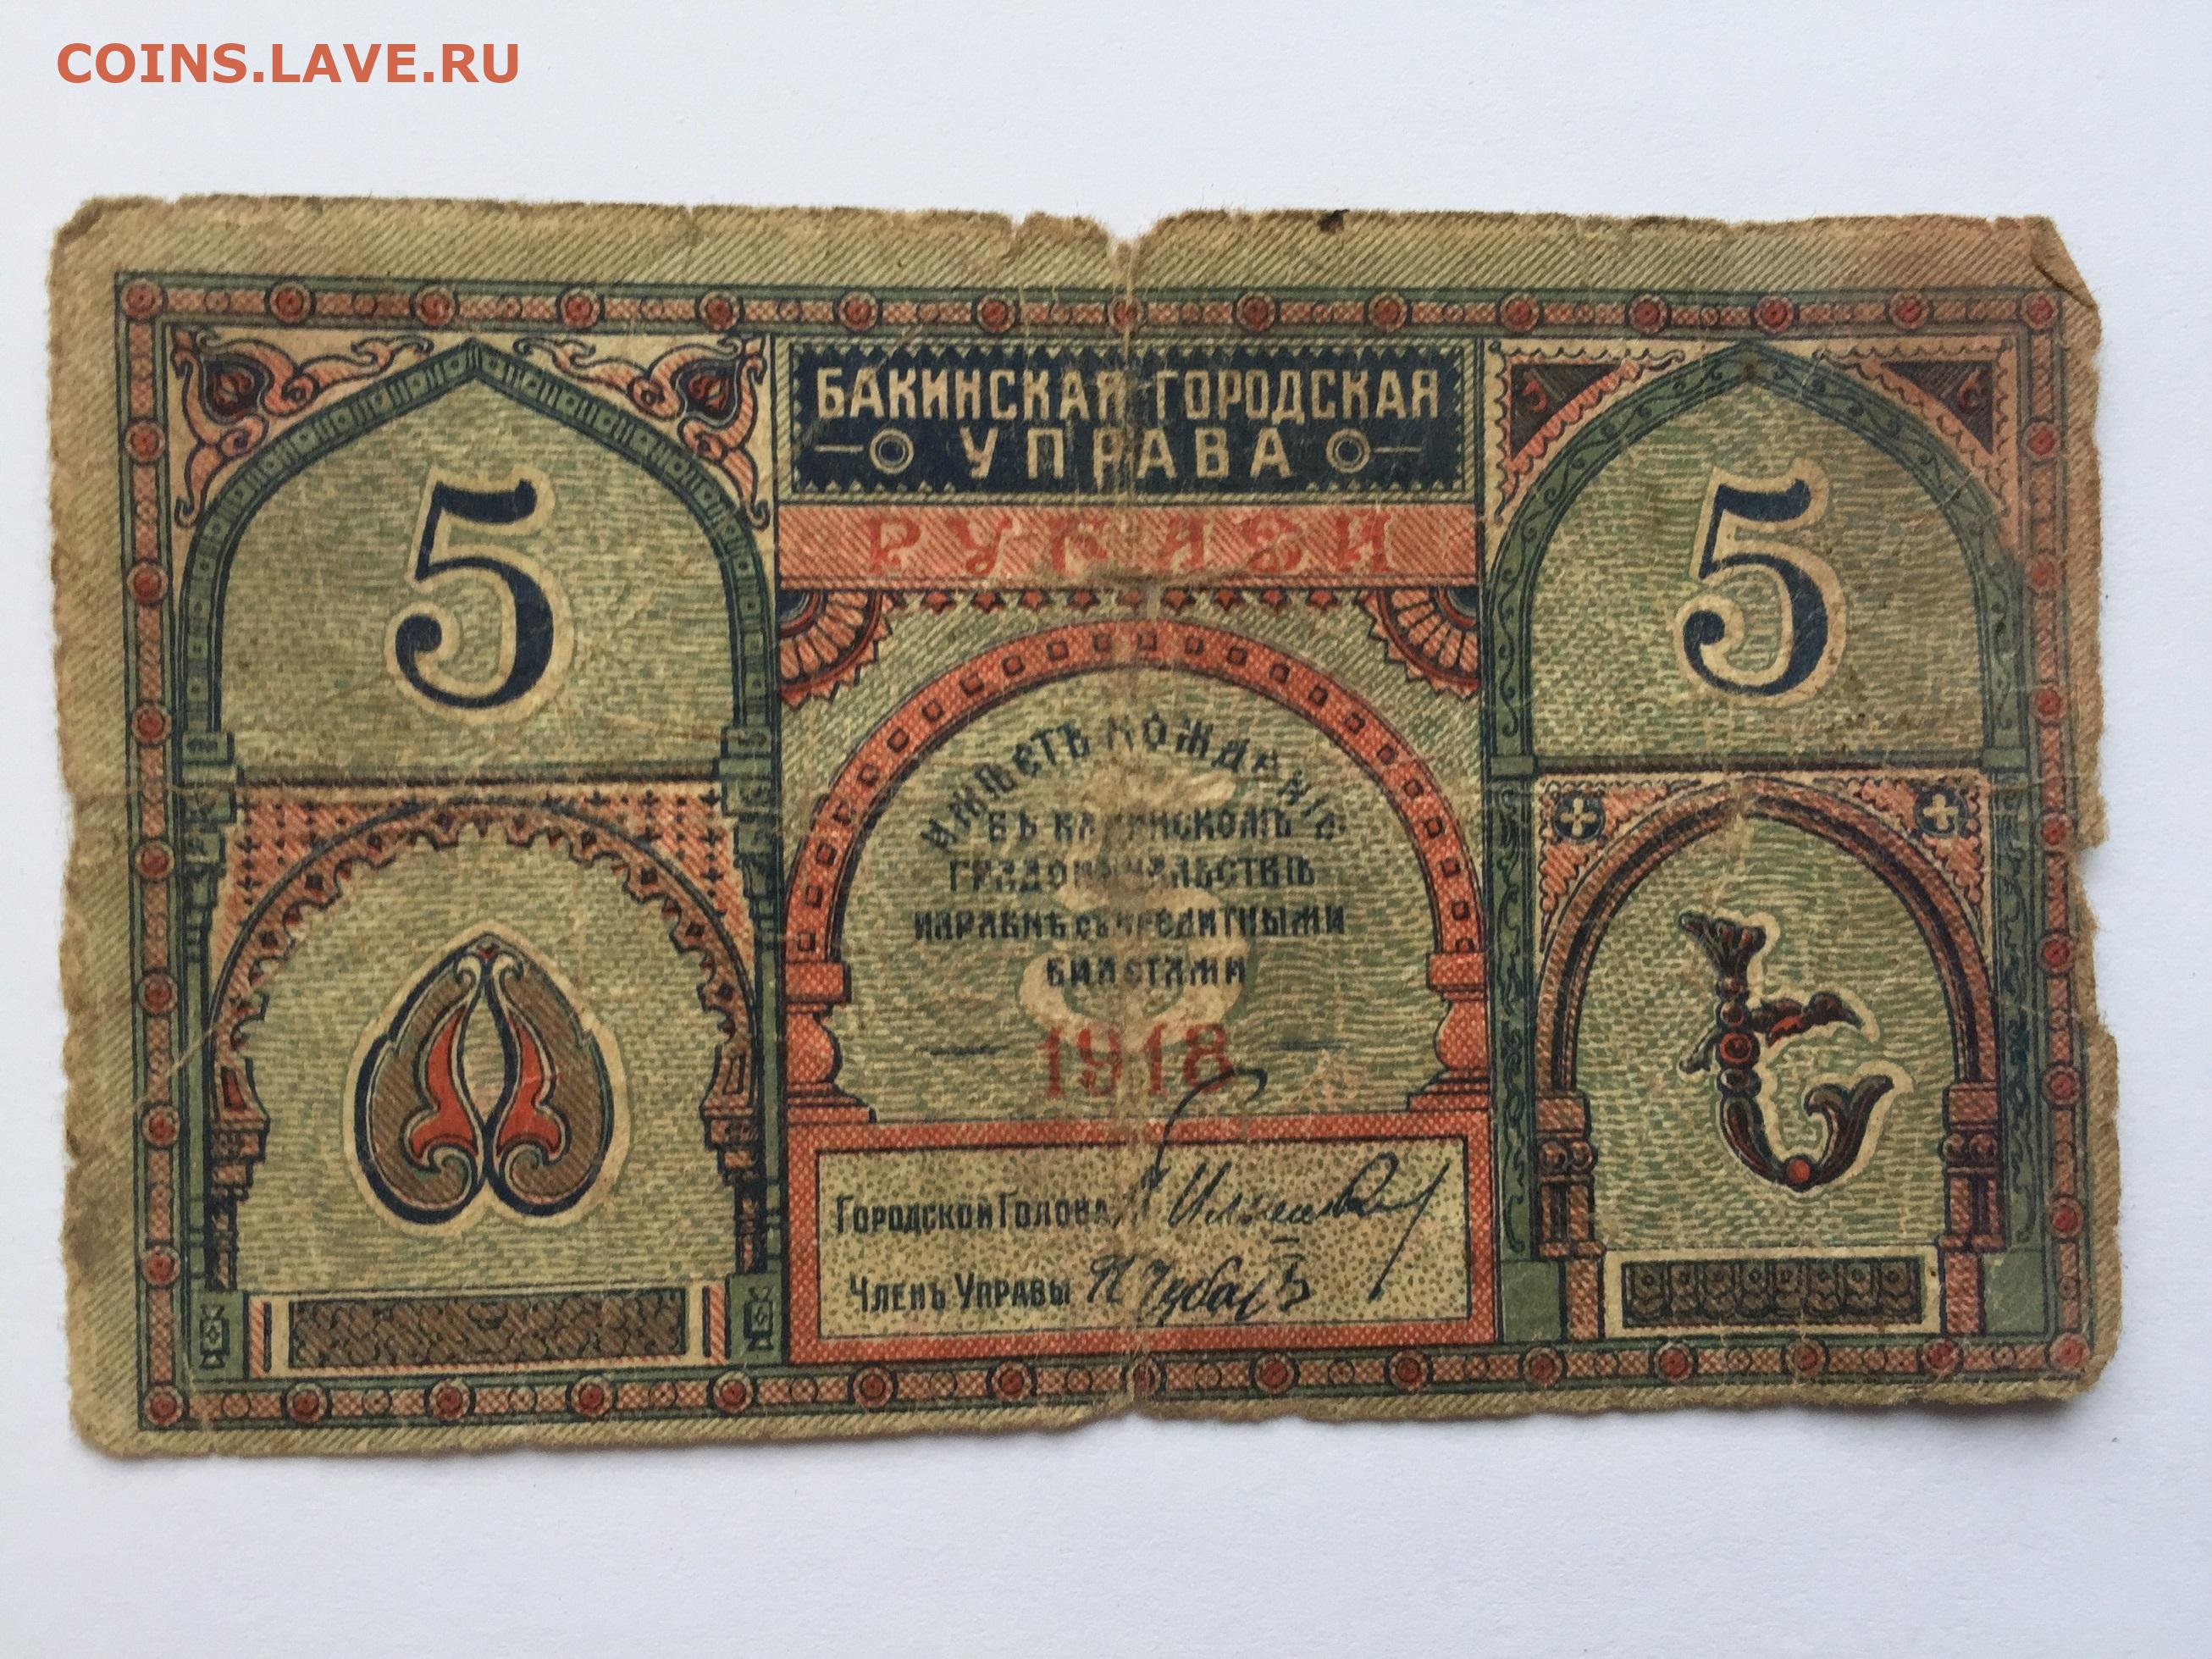 COINS.LAVE.RU
БАКИНСКАЯ ГОРОДСКАЯ
УПРАВА
5
5
РУБЛЕЙ
ИМѢЕТЪ ХОЖДЕНІЕ
ВЪ БАКИНСКОМЪ
ГРАДОНАЧАЛЬСТВѢ
НАРАВНѢ СЪ КРЕДИТНЫМИ
БИЛЕТАМИ
1918
۵
Ե
ГОРОДСКОЙ ГОЛОВА
ЧЛЕНЪ УПРАВЫ